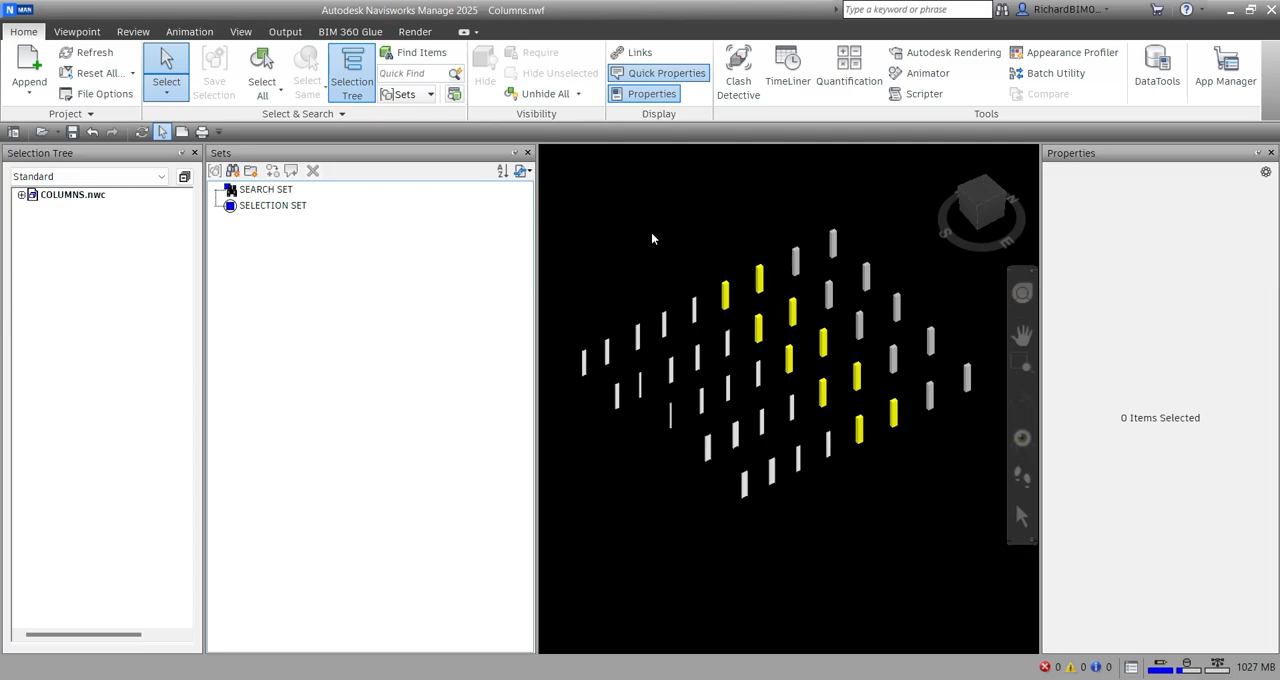 N MAN
Autodesk Navisworks Manage 2025 Columns.nwf
Type a keyword or phrase
RichardBIMO...
Home Viewpoint Review Animation View Output BIM 360 Glue Render
Append
Refresh
Reset All...
File Options
Project
Select
Save Selection
Select All
Select Same
Selection Tree
Find Items
Quick Find
Sets
Select & Search
Hide
Require
Hide Unselected
Unhide All
Visibility
Links
Quick Properties
Properties
Display
Clash Detective
TimeLiner
Quantification
Autodesk Rendering
Animator
Scripter
Appearance Profiler
Batch Utility
Compare
DataTools
App Manager
Tools
Selection Tree
Standard
COLUMNS.nwc
Sets
SEARCH SET
SELECTION SET
S
E
N
Properties
0 Items Selected
0 0 0
1027 MB